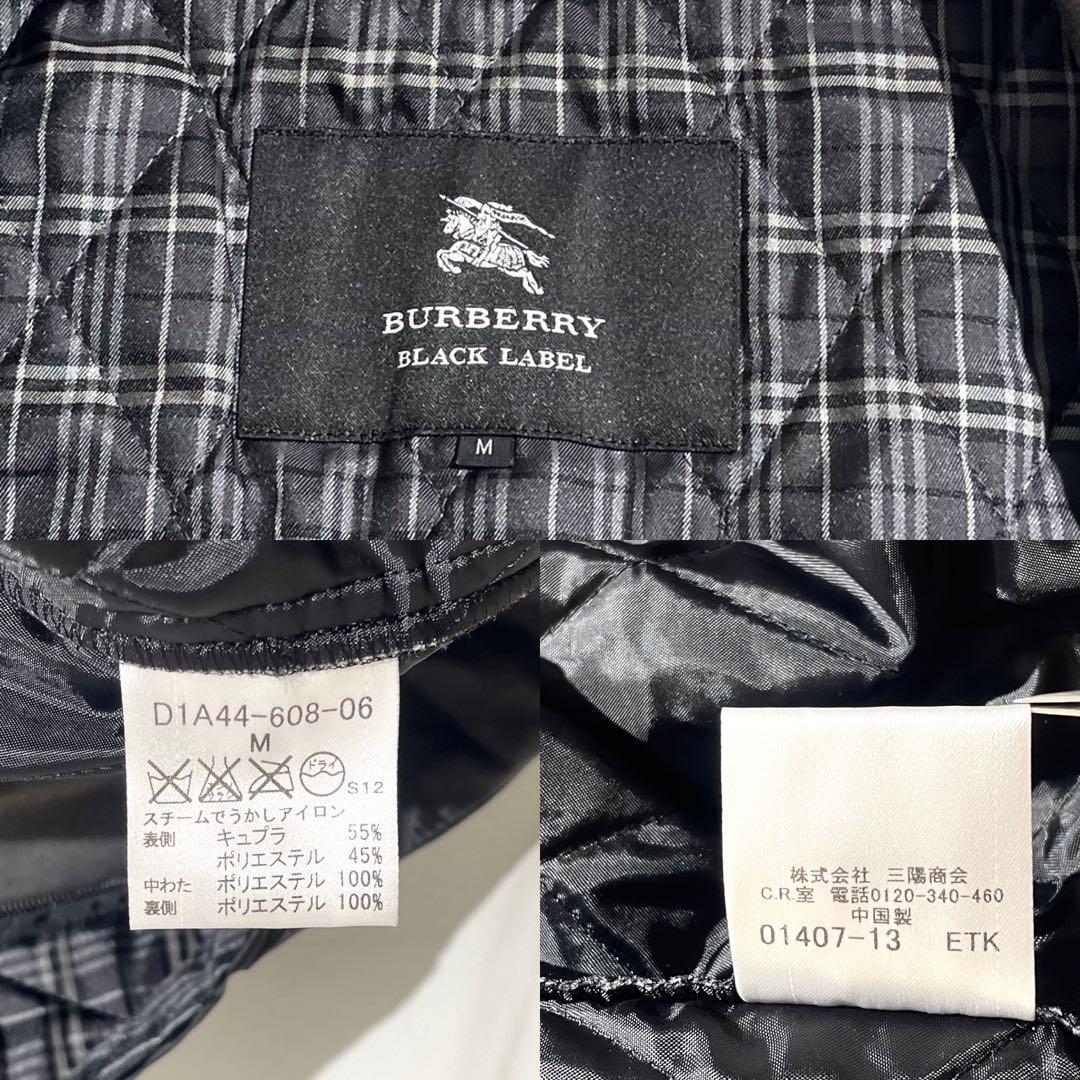 BURBERRY
BLACK LABEL
M
D1A44-608-06
M
ドライ
S12
スチームでうかしアイロン
表側 キュプラ 55%
ポリエステル 45%
中わた ポリエステル 100%
裏側 ポリエステル 100%
株式会社 三陽商会
C.R.室 電話0120-340-460
中国製
01407-13 ETK